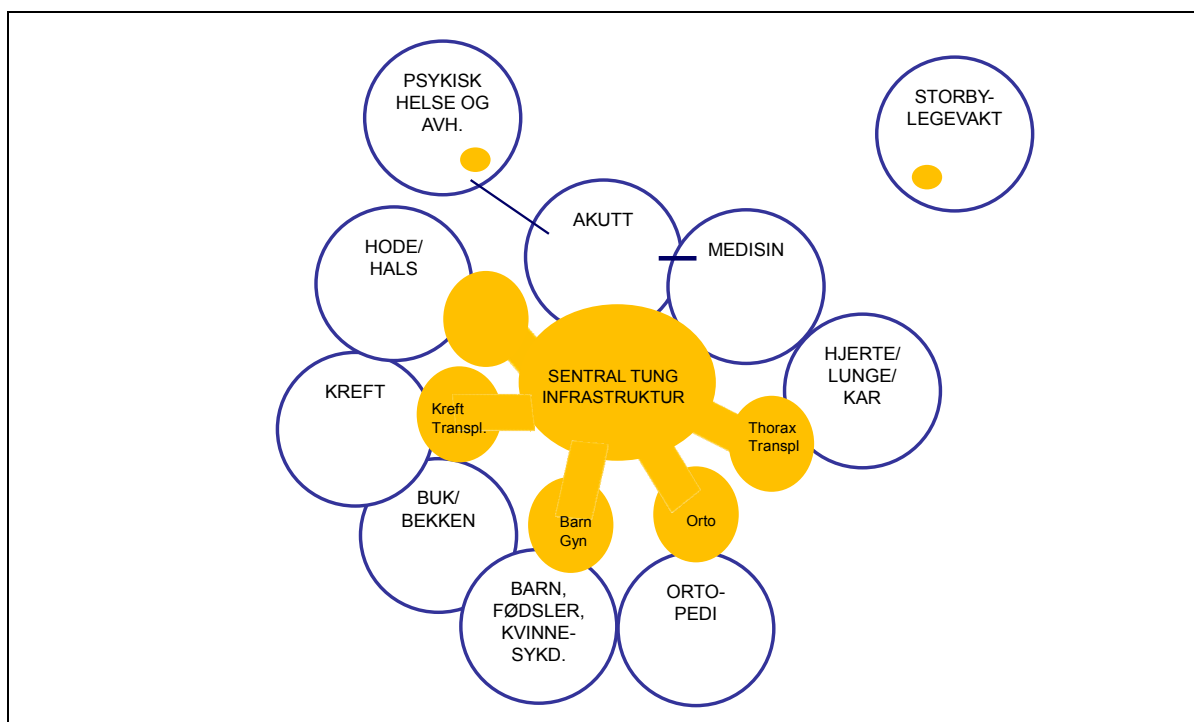 PSYKISK
HELSE OG
AVH.
STORBY-
LEGEVAKT
AKUTT
MEDISIN
HODE/
HALS
HJERTE/
LUNGE/
KAR
SENTRAL TUNG
INFRASTRUKTUR
KREFT
Kreft
Transpl.
Thorax
Transpl
BUK/
BEKKEN
Barn
Gyn
Orto
BARN,
FØDSLER,
KVINNE-
SYKD.
ORTO-
PEDI